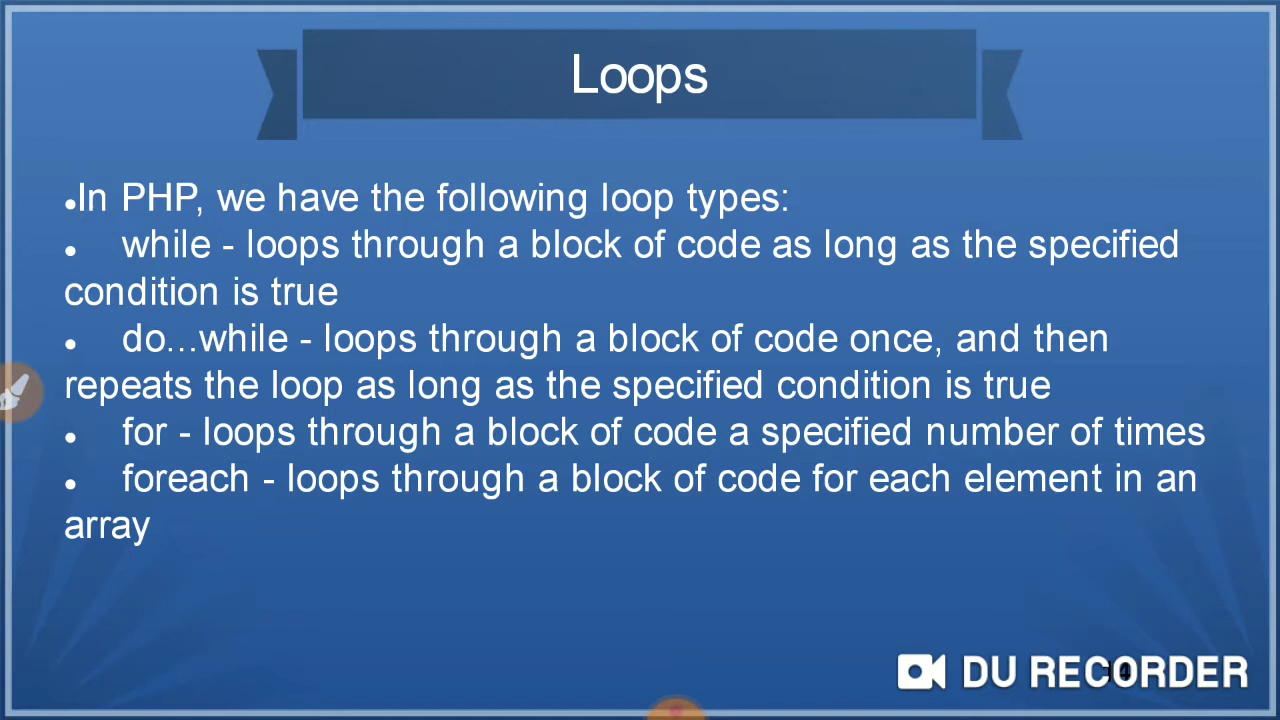 Loops
•In PHP, we have the following loop types:
• while - loops through a block of code as long as the specified
condition is true
• do...while - loops through a block of code once, and then
repeats the loop as long as the specified condition is true
• for - loops through a block of code a specified number of times
• foreach - loops through a block of code for each element in an
array
DU RECORDER